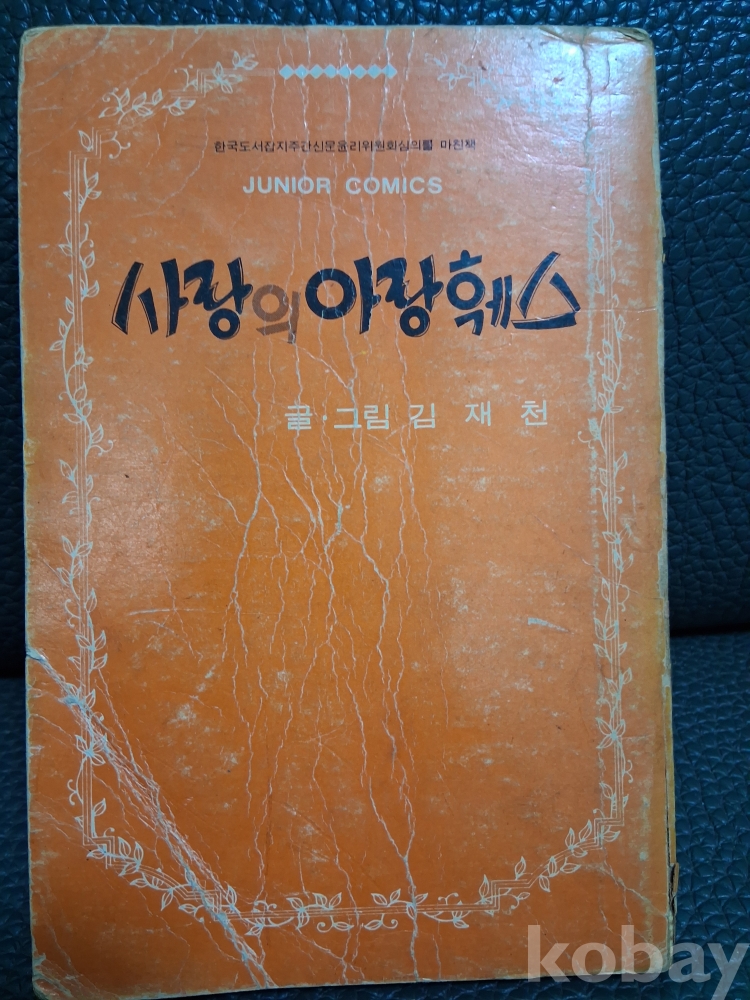 한국도서잡지주간신문윤리위원회심의를 마친책
JUNIOR COMICS
사랑의 아랑훼스
글·그림 김 재 천
kobay